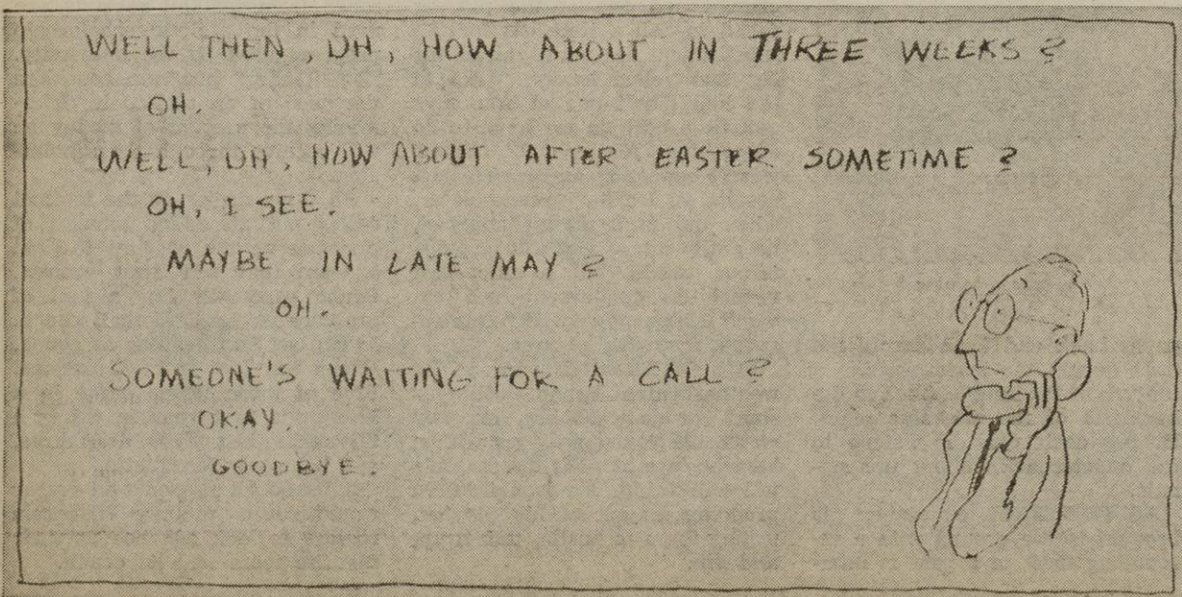 WELL THEN, UH, HOW ABOUT IN THREE WEEKS?
OH.
WELL, UH, HOW ABOUT AFTER EASTER SOMETIME?
OH, I SEE.
MAYBE IN LATE MAY?
OH.
SOMEONE'S WAITING FOR A CALL?
OKAY.
GOODBYE.